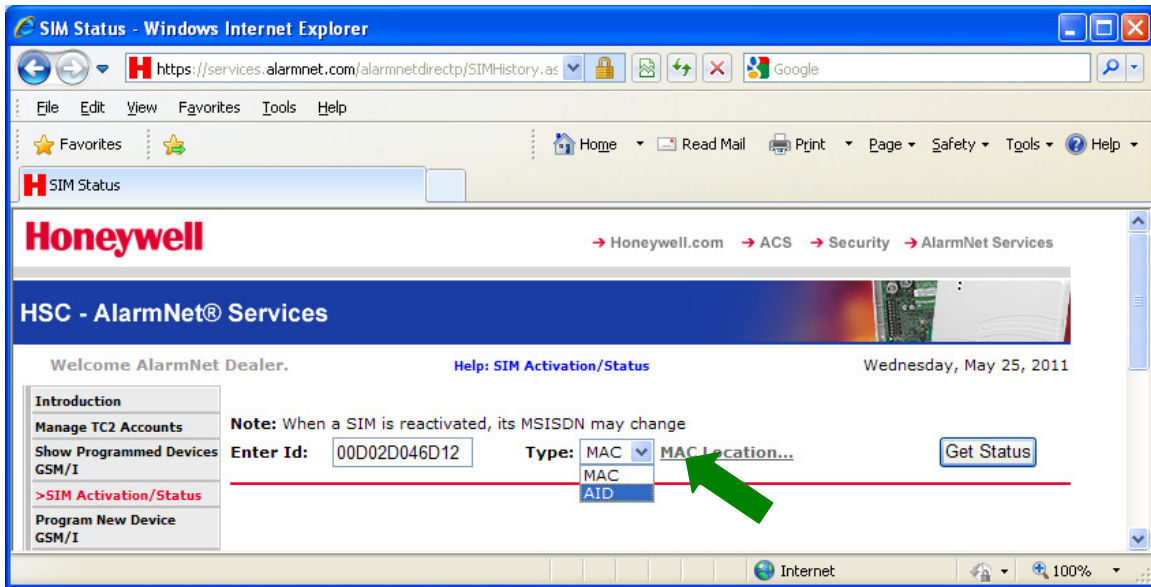 SIM Status - Windows Internet Explorer
https://services.alarmnet.com/alarmnetdirectp/SIMHistory.as
Google
File Edit View Favorites Tools Help
Favorites
Home Read Mail Print Page Safety Tools Help
SIM Status
Honeywell
Honeywell.com ACS Security AlarmNet Services
HSC - AlarmNet® Services
Welcome AlarmNet Dealer. Help: SIM Activation/Status Wednesday, May 25, 2011
Introduction
Manage TC2 Accounts
Show Programmed Devices
GSM/I
>SIM Activation/Status
Program New Device
GSM/I
Note: When a SIM is reactivated, its MSISDN may change
Enter Id: 00D02D046D12 Type: MAC MAC Location... Get Status
MAC
AID
Internet 100%